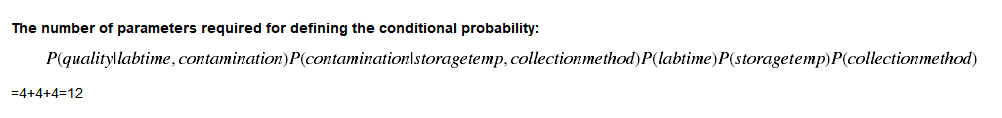 The number of parameters required for defining the conditional probability:
P(quality|labtime, contamination)P(contamination|storagetemp, collectionmethod)P(labtime)P(storagetemp)P(collectionmethod)
=4+4+4=12